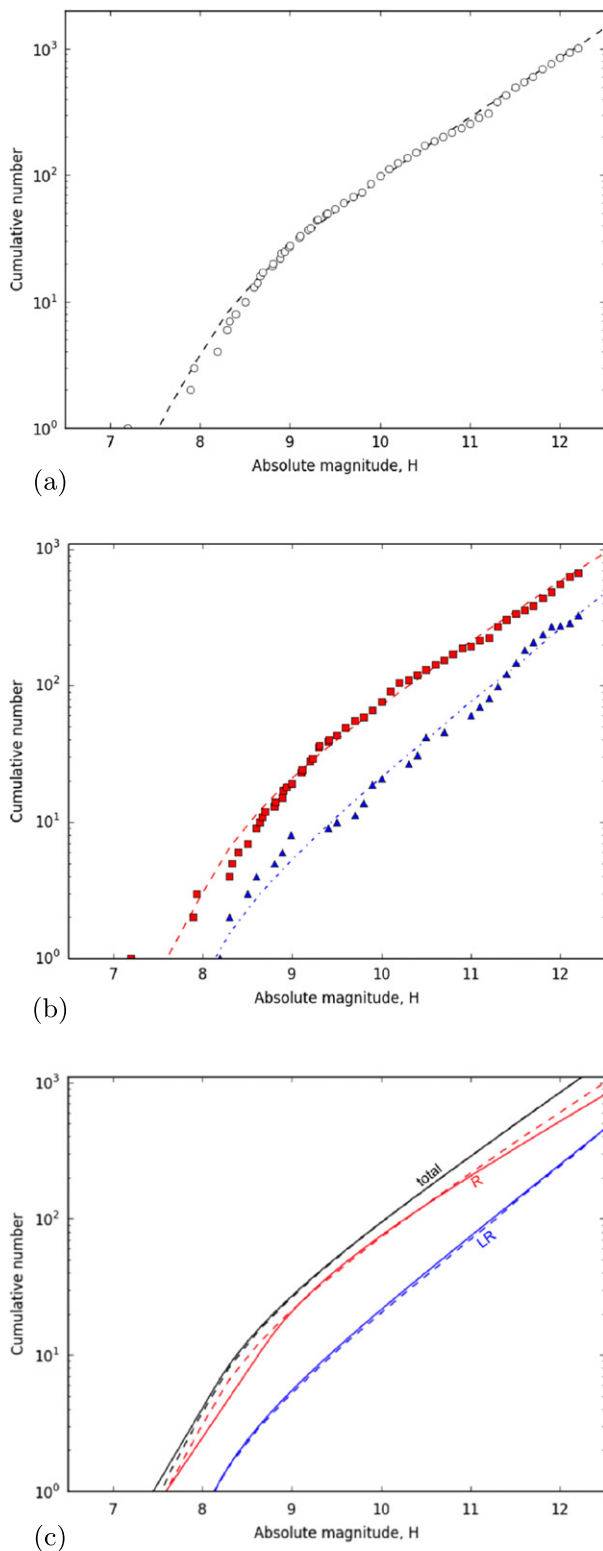 10³
10²
10¹
10⁰
Cumulative number
7 8 9 10 11 12
Absolute magnitude, H
(a)
10³
10²
10¹
10⁰
Cumulative number
7 8 9 10 11 12
Absolute magnitude, H
(b)
10³
10²
10¹
10⁰
Cumulative number
total
R
LR
7 8 9 10 11 12
Absolute magnitude, H
(c)